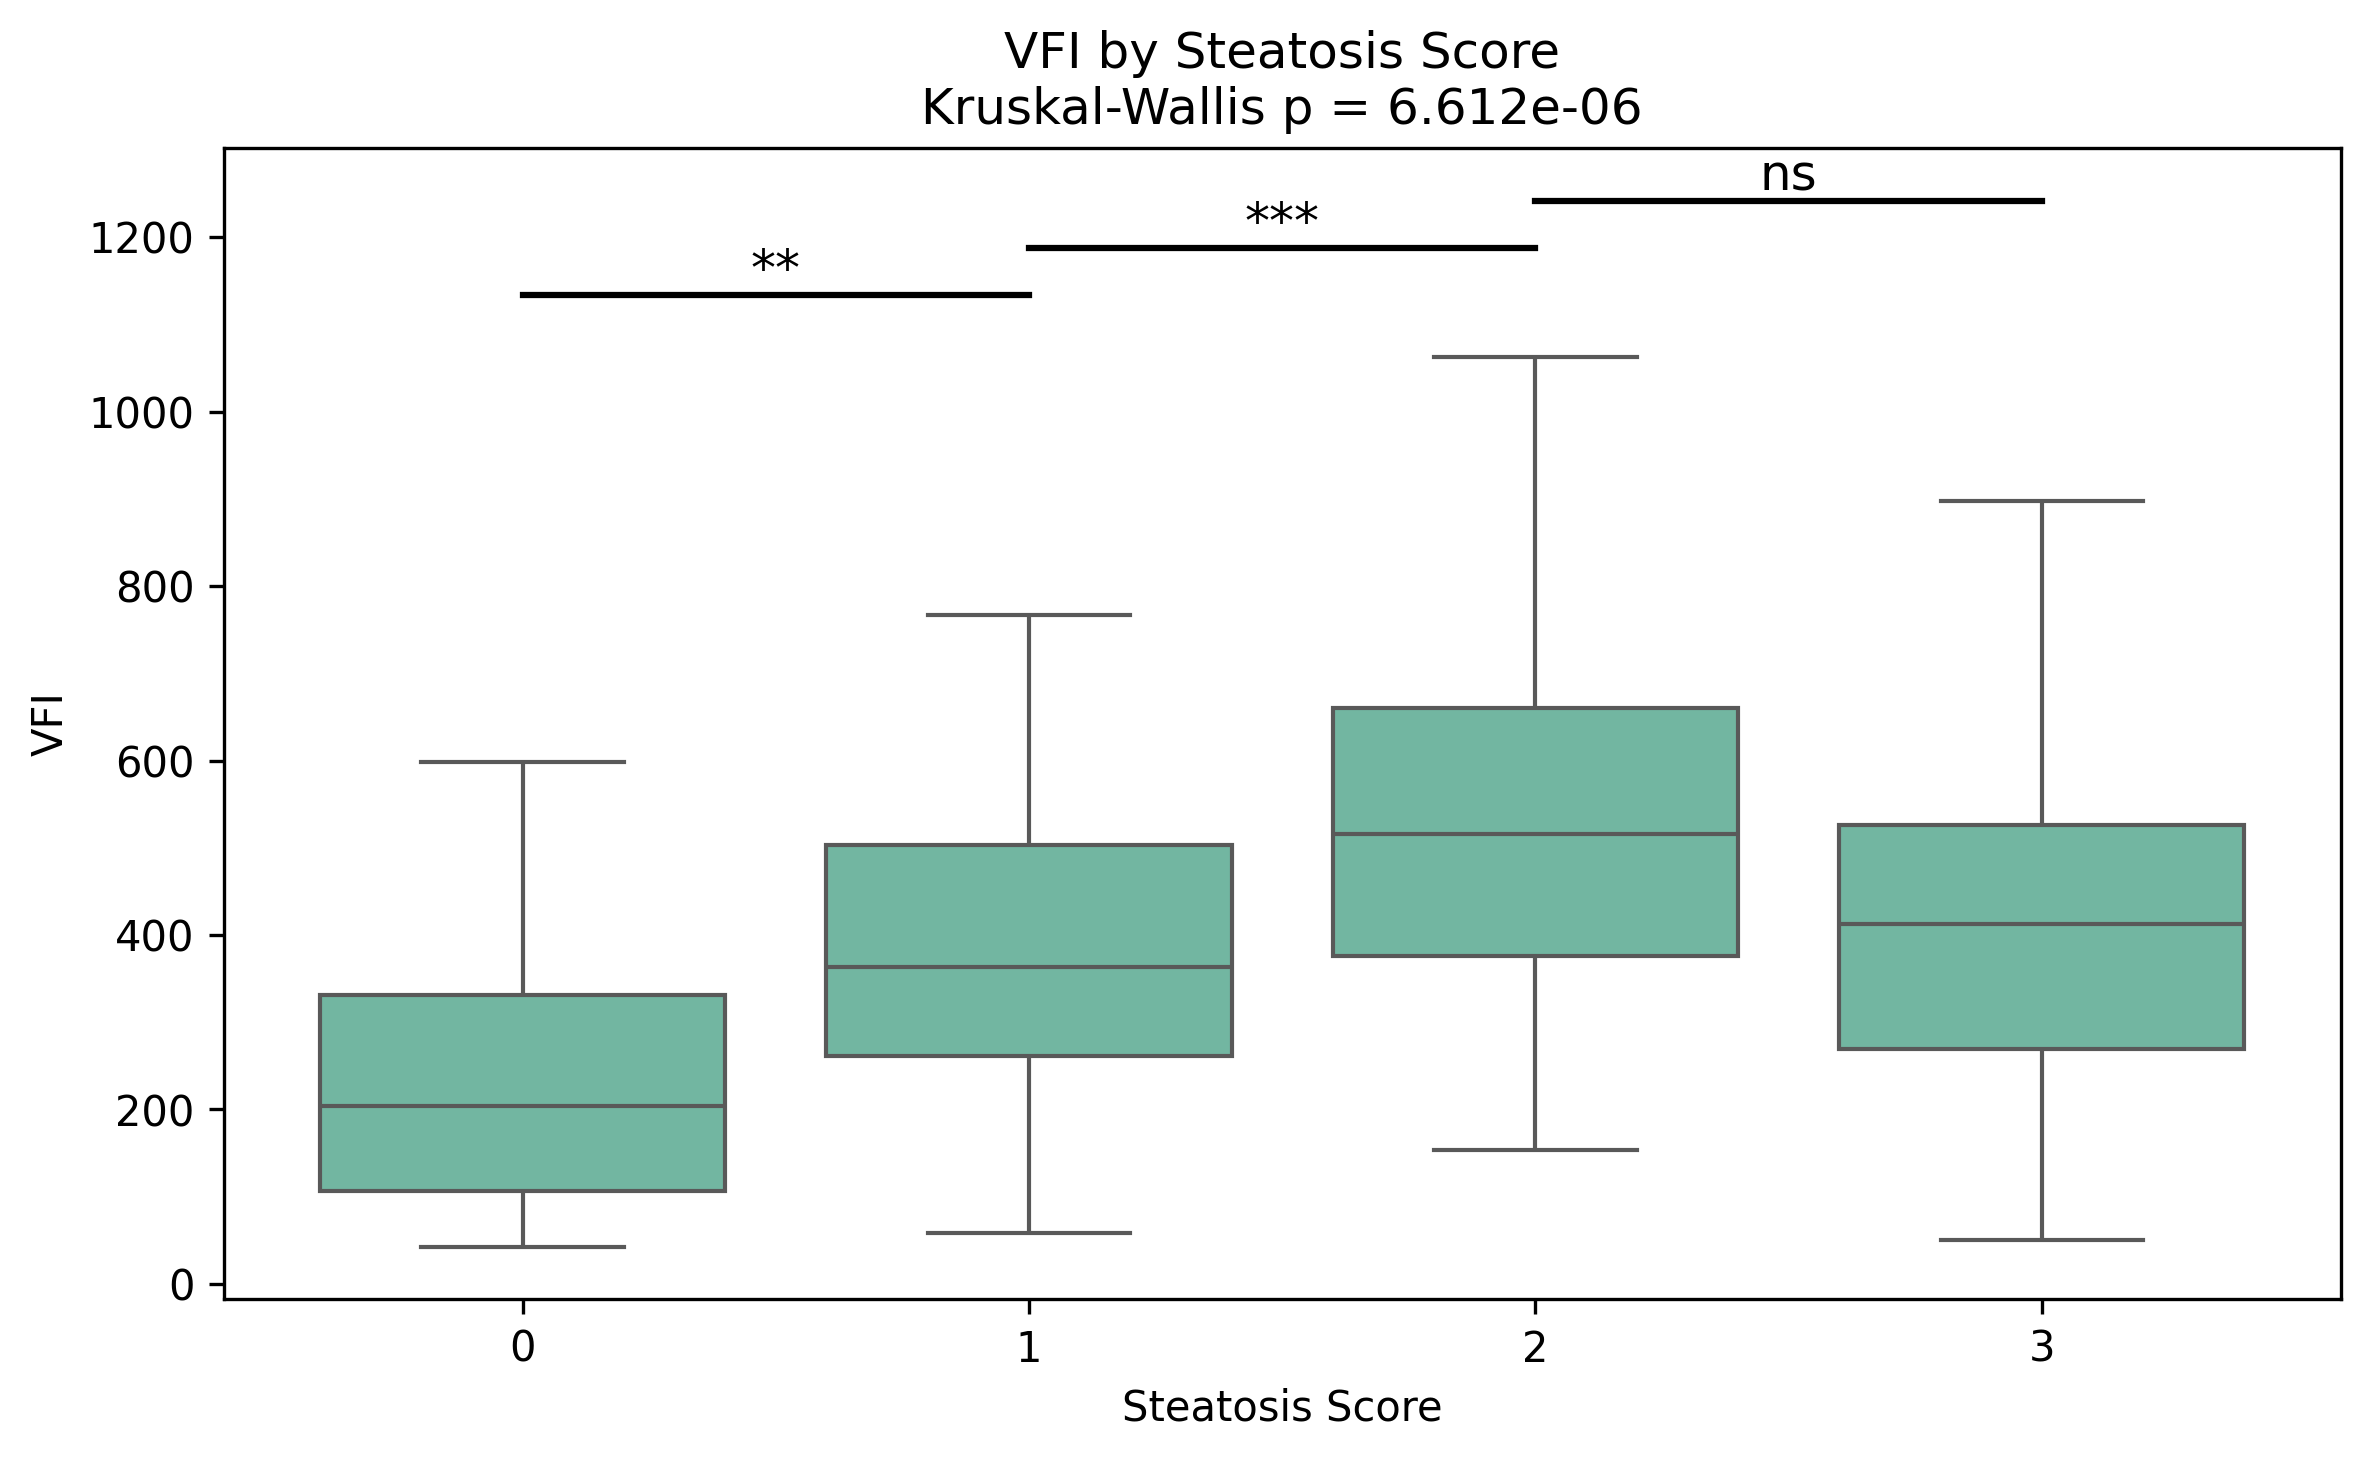 VFI by Steatosis Score
Kruskal-Wallis p = 6.612e-06
ns
***
**
1200
1000
800
600
400
200
0
VFI
0 1 2 3
Steatosis Score